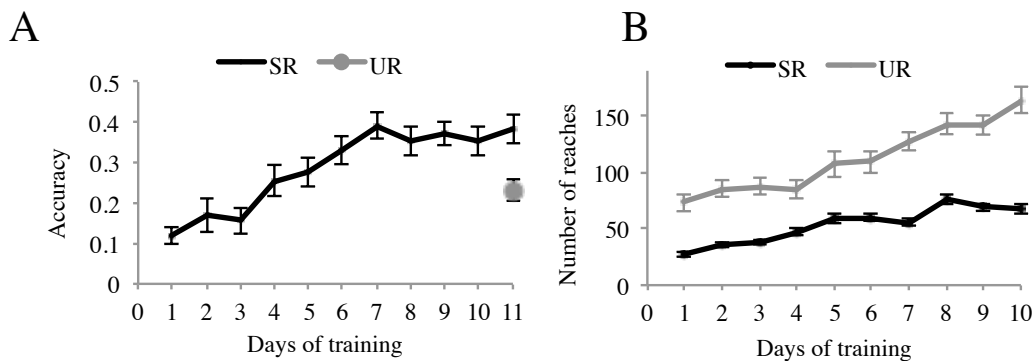 A
SR UR
0.5
0.4
0.3
0.2
0.1
0
Accuracy
0 1 2 3 4 5 6 7 8 9 10 11
Days of training
B
SR UR
150
100
50
0
Number of reaches
0 1 2 3 4 5 6 7 8 9 10
Days of training